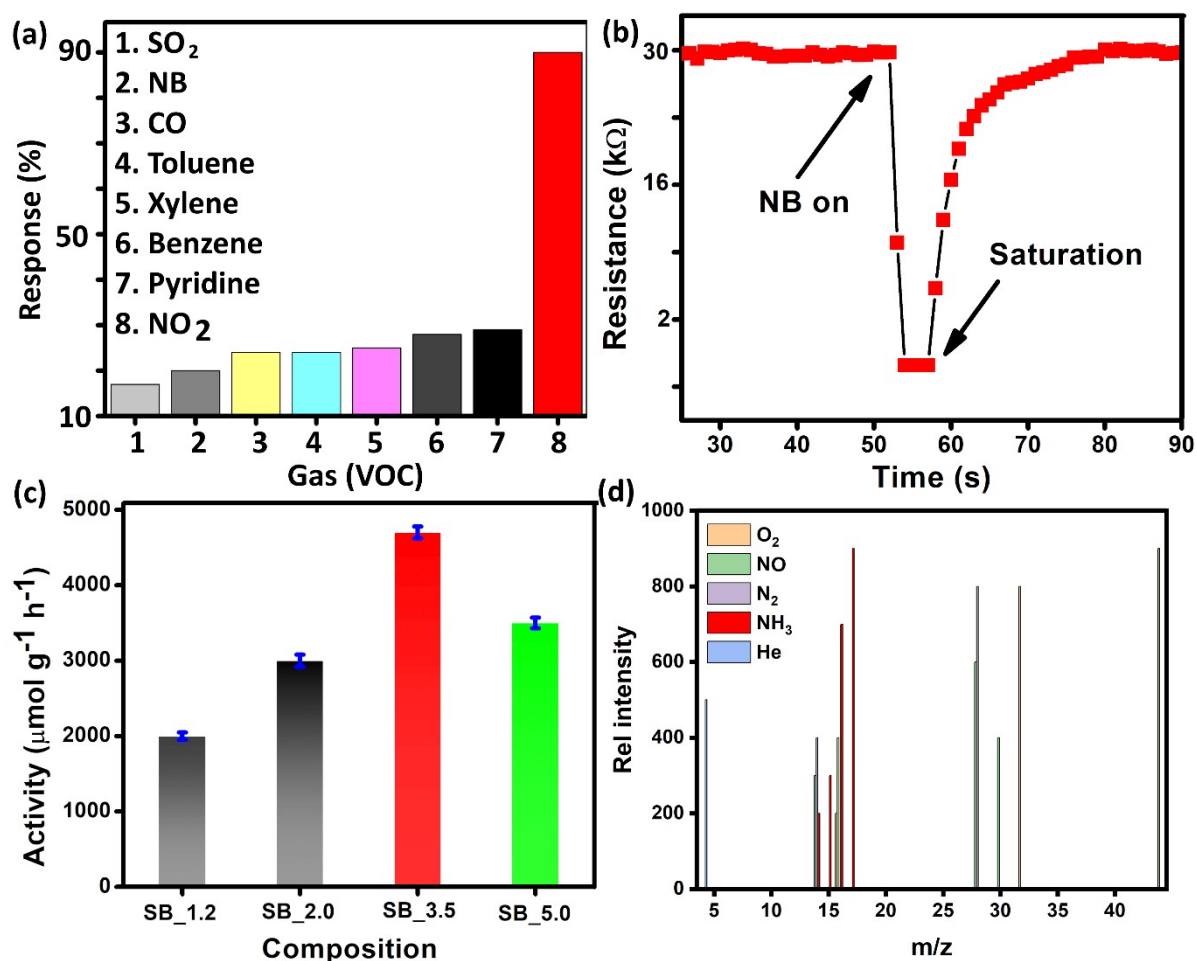 (a)
1. SO₂
2. NB
3. CO
4. Toluene
5. Xylene
6. Benzene
7. Pyridine
8. NO₂
Response (%)
90
50
10
1 2 3 4 5 6 7 8
Gas (VOC)
(b)
Resistance (kΩ)
30
16
2
NB on
Saturation
30 40 50 60 70 80 90
Time (s)
(c)
Activity (μmol g⁻¹ h⁻¹)
5000
4000
3000
2000
1000
0
SB_1.2 SB_2.0 SB_3.5 SB_5.0
Composition
(d)
Rel intensity
1000
800
600
400
200
0
O₂
NO
N₂
NH₃
He
5 10 15 20 25 30 35 40
m/z